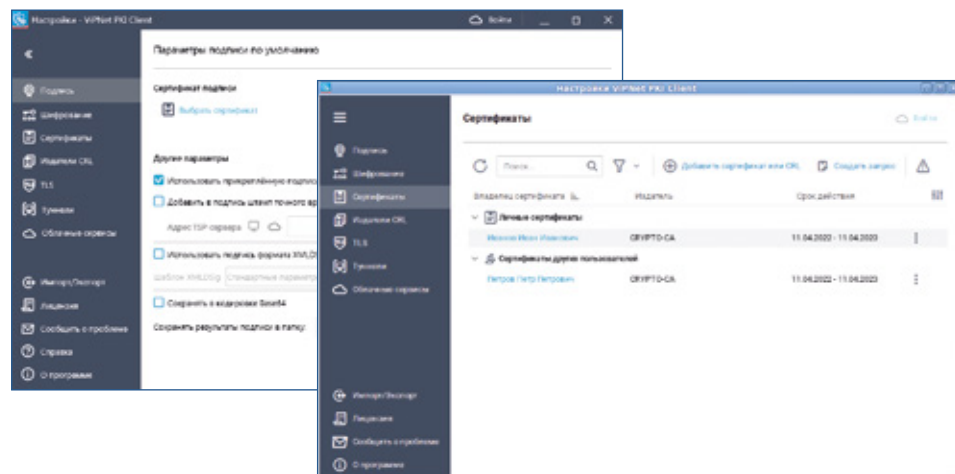 Настройки - ViPNet PKI Client
Войти
Параметры подписи по умолчанию
Подпись
Шифрование
Сертификаты
Издатели CRL
TLS
Туннели
Облачные сервисы
Импорт/Экспорт
Лицензия
Сообщить о проблеме
Справка
О программе
Сертификат подписи
Выбрать сертификат
Другие параметры
Использовать прикреплённую подпись
Добавить в подпись штамп точного вр
Адрес TSP-сервера
Использовать подпись формата XMLDS
Шаблон XMLDSig Стандартные параметр
Сохранять в кодировке Base64
Сохранять результаты подписи в папку:
Настройка ViPNet PKI Client
Сертификаты
Войти
Подпись
Шифрование
Сертификаты
Издатели CRL
TLS
Туннели
Облачные сервисы
Импорт/Экспорт
Лицензия
Сообщить о проблеме
О программе
Поиск...
Добавить сертификат или CRL
Создать запрос
Владелец сертификата Издатель Срок действия
Личные сертификаты
Иванов Иван Иванович CRYPTO-CA 11.04.2022 - 11.04.2023
Сертификаты других пользователей
Петров Петр Петрович CRYPTO-CA 11.04.2022 - 11.04.2023